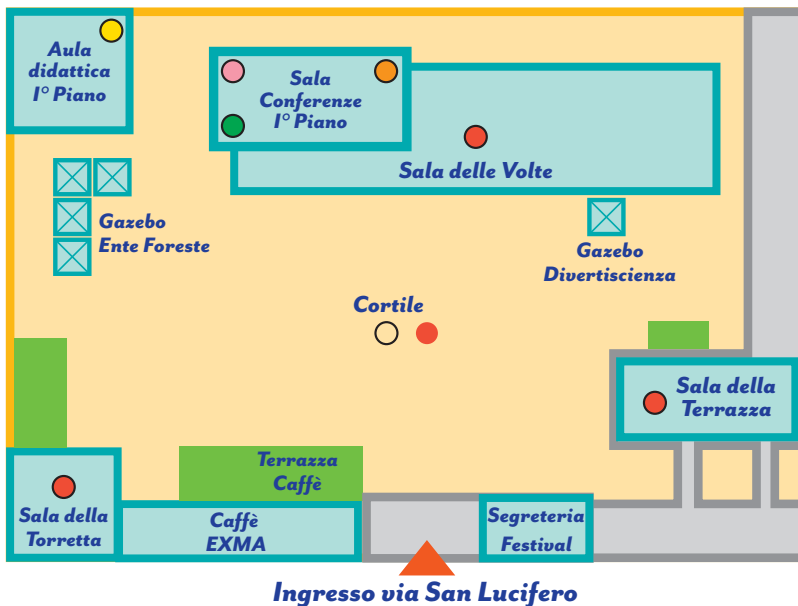 Aula
didattica
I° Piano
Sala
Conferenze
I° Piano
Sala delle Volte
Gazebo
Ente Foreste
Gazebo
Divertiscienza
Cortile
Sala della
Terrazza
Terrazza
Caffè
Sala della
Torretta
Caffè
EXMA
Segreteria
Festival
Ingresso via San Lucifero